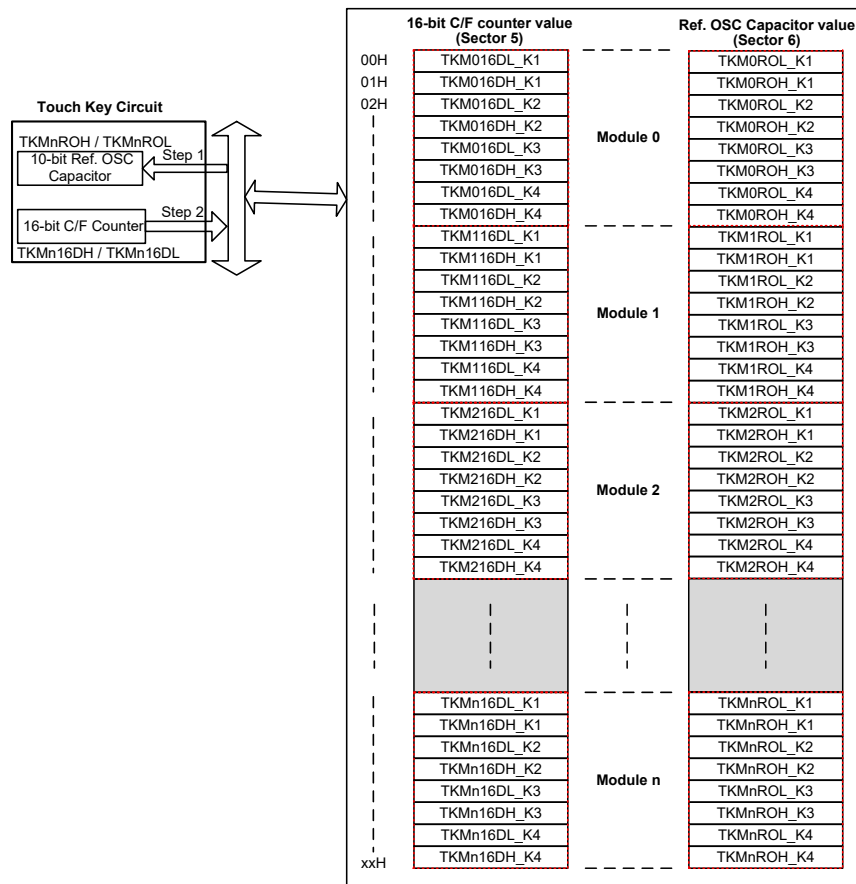 Touch Key Circuit
TKMnROH / TKMnROL
10-bit Ref. OSC
Capacitor
Step 1
16-bit C/F Counter
Step 2
TKMn16DH / TKMn16DL
16-bit C/F counter value
(Sector 5)
Ref. OSC Capacitor value
(Sector 6)
00H TKM016DL_K1 TKM0ROL_K1
01H TKM016DH_K1 TKM0ROH_K1
02H TKM016DL_K2 TKM0ROL_K2
TKM016DH_K2 TKM0ROH_K2
Module 0
TKM016DL_K3 TKM0ROL_K3
TKM016DH_K3 TKM0ROH_K3
TKM016DL_K4 TKM0ROL_K4
TKM016DH_K4 TKM0ROH_K4
TKM116DL_K1 TKM1ROL_K1
TKM116DH_K1 TKM1ROH_K1
TKM116DL_K2 TKM1ROL_K2
TKM116DH_K2 TKM1ROH_K2
Module 1
TKM116DL_K3 TKM1ROL_K3
TKM116DH_K3 TKM1ROH_K3
TKM116DL_K4 TKM1ROL_K4
TKM116DH_K4 TKM1ROH_K4
TKM216DL_K1 TKM2ROL_K1
TKM216DH_K1 TKM2ROH_K1
TKM216DL_K2 TKM2ROL_K2
TKM216DH_K2 TKM2ROH_K2
Module 2
TKM216DL_K3 TKM2ROL_K3
TKM216DH_K3 TKM2ROH_K3
TKM216DL_K4 TKM2ROL_K4
TKM216DH_K4 TKM2ROH_K4
TKMn16DL_K1 TKMnROL_K1
TKMn16DH_K1 TKMnROH_K1
TKMn16DL_K2 TKMnROL_K2
TKMn16DH_K2 TKMnROH_K2
Module n
TKMn16DL_K3 TKMnROL_K3
TKMn16DH_K3 TKMnROH_K3
TKMn16DL_K4 TKMnROL_K4
xxH TKMn16DH_K4 TKMnROH_K4